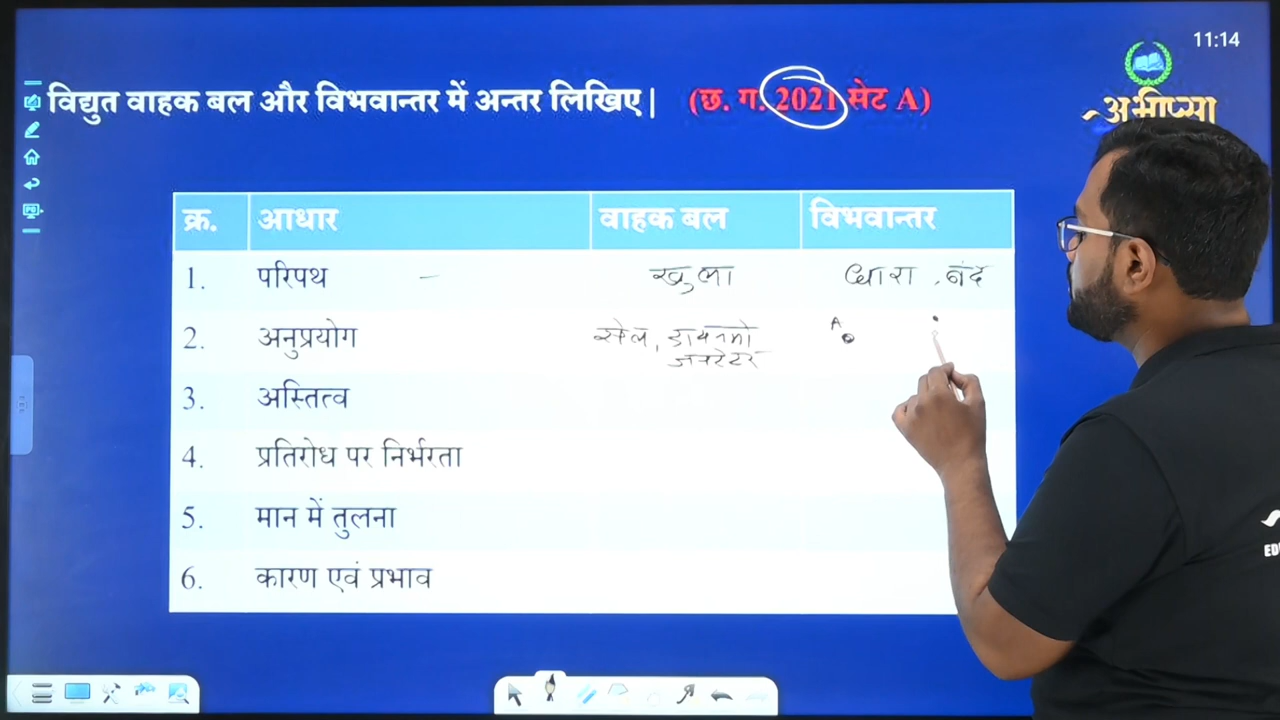 11:14
विद्युत वाहक बल और विभवान्तर में अन्तर लिखिए | (छ. ग. 2021 सेट A)
अभीप्सा
क्र. आधार वाहक बल विभवान्तर
1. परिपथ - खुला धारा . बंद
2. अनुप्रयोग सेल, डायनमो A
जनरेटर
3. अस्तित्व
4. प्रतिरोध पर निर्भरता
5. मान में तुलना
6. कारण एवं प्रभाव